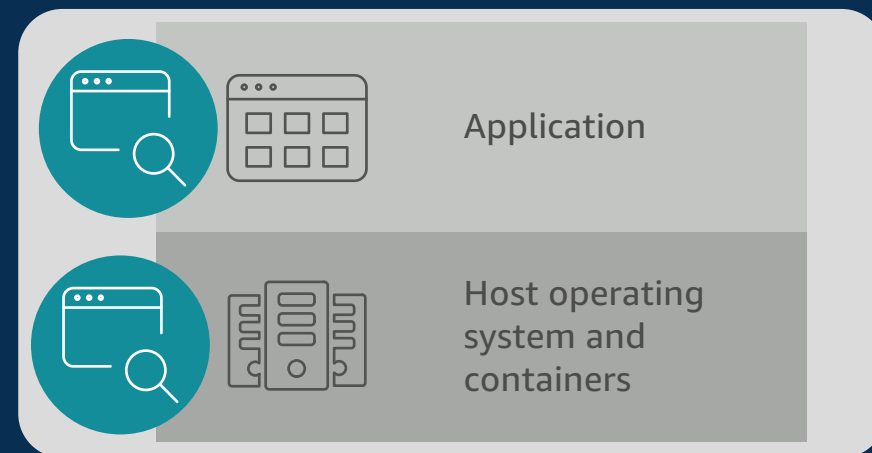 Application
Host operating
system and
containers